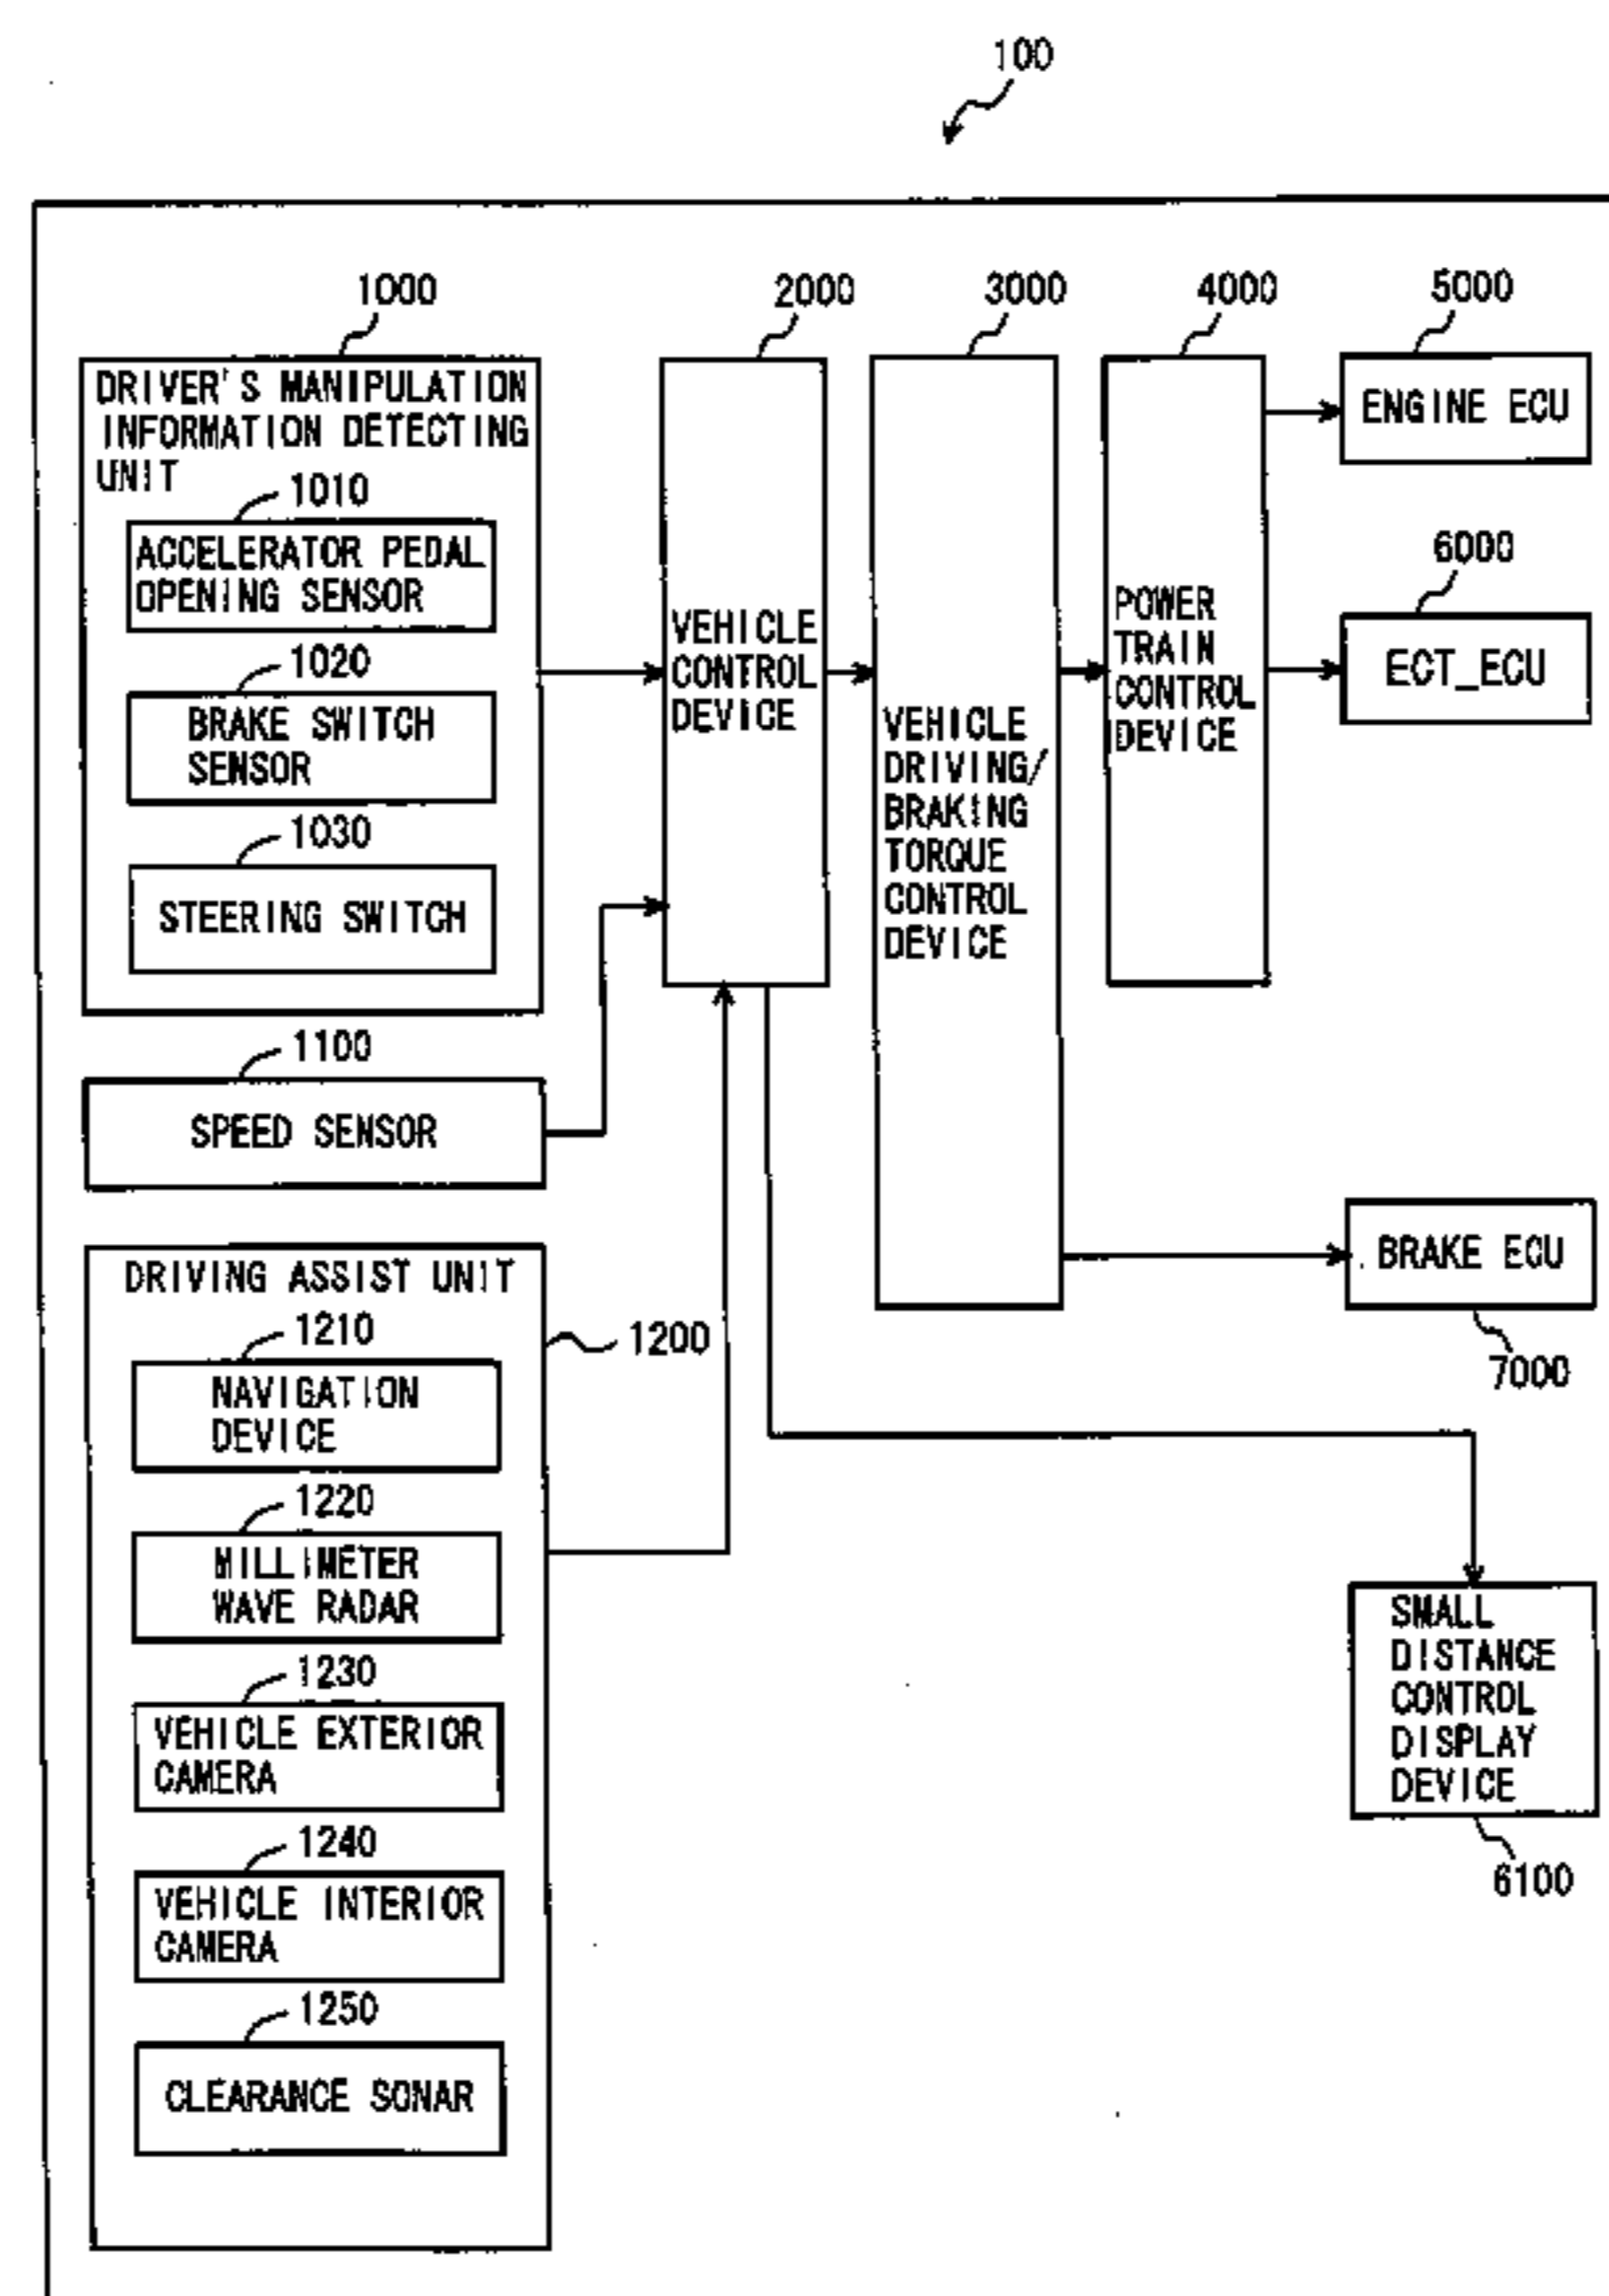 100
1000
DRIVER'S MANIPULATION
INFORMATION DETECTING
UNIT
1010
ACCELERATOR PEDAL
OPENING SENSOR
1020
BRAKE SWITCH
SENSOR
1030
STEERING SWITCH
1100
SPEED SENSOR
DRIVING ASSIST UNIT
1200
1210
NAVIGATION
DEVICE
1220
MILLIMETER
WAVE RADAR
1230
VEHICLE EXTERIOR
CAMERA
1240
VEHICLE INTERIOR
CAMERA
1250
CLEARANCE SONAR
2000
VEHICLE
CONTROL
DEVICE
3000
VEHICLE
DRIVING/
BRAKING
TORQUE
CONTROL
DEVICE
4000
POWER
TRAIN
CONTROL
DEVICE
5000
ENGINE ECU
6000
ECT_ECU
BRAKE ECU
7000
SMALL
DISTANCE
CONTROL
DISPLAY
DEVICE
6100